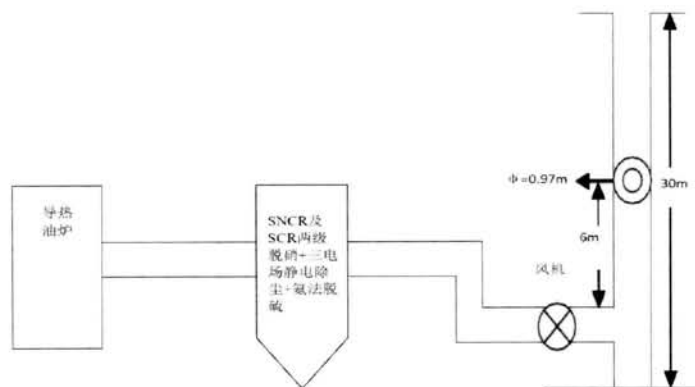 导热
油炉
SNCR及
SCR两级
脱硝+三电
场静电除
尘+氨法脱
硫
Φ=0.97m
6m
风机
30m